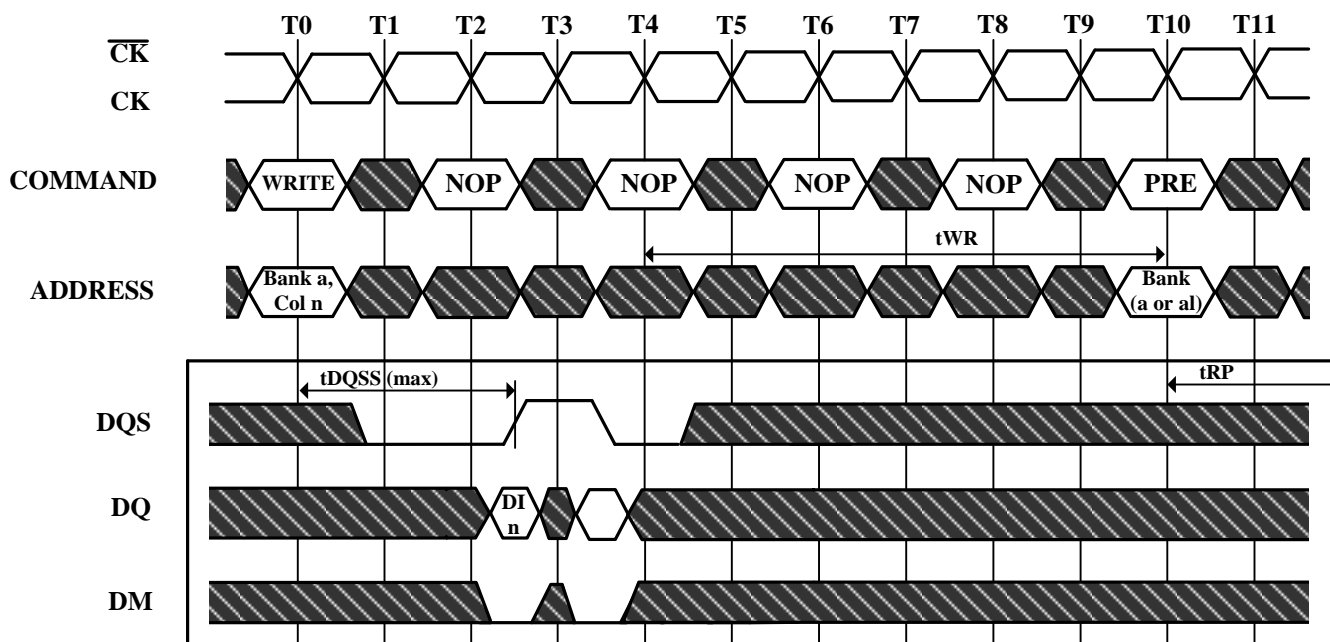 T0 T1 T2 T3 T4 T5 T6 T7 T8 T9 T10 T11
CK
CK
COMMAND
WRITE NOP NOP NOP NOP PRE
tWR
ADDRESS
Bank a,
Col n
Bank
(a or al)
tDQSS (max)
tRP
DQS
DQ
DI
n
DM